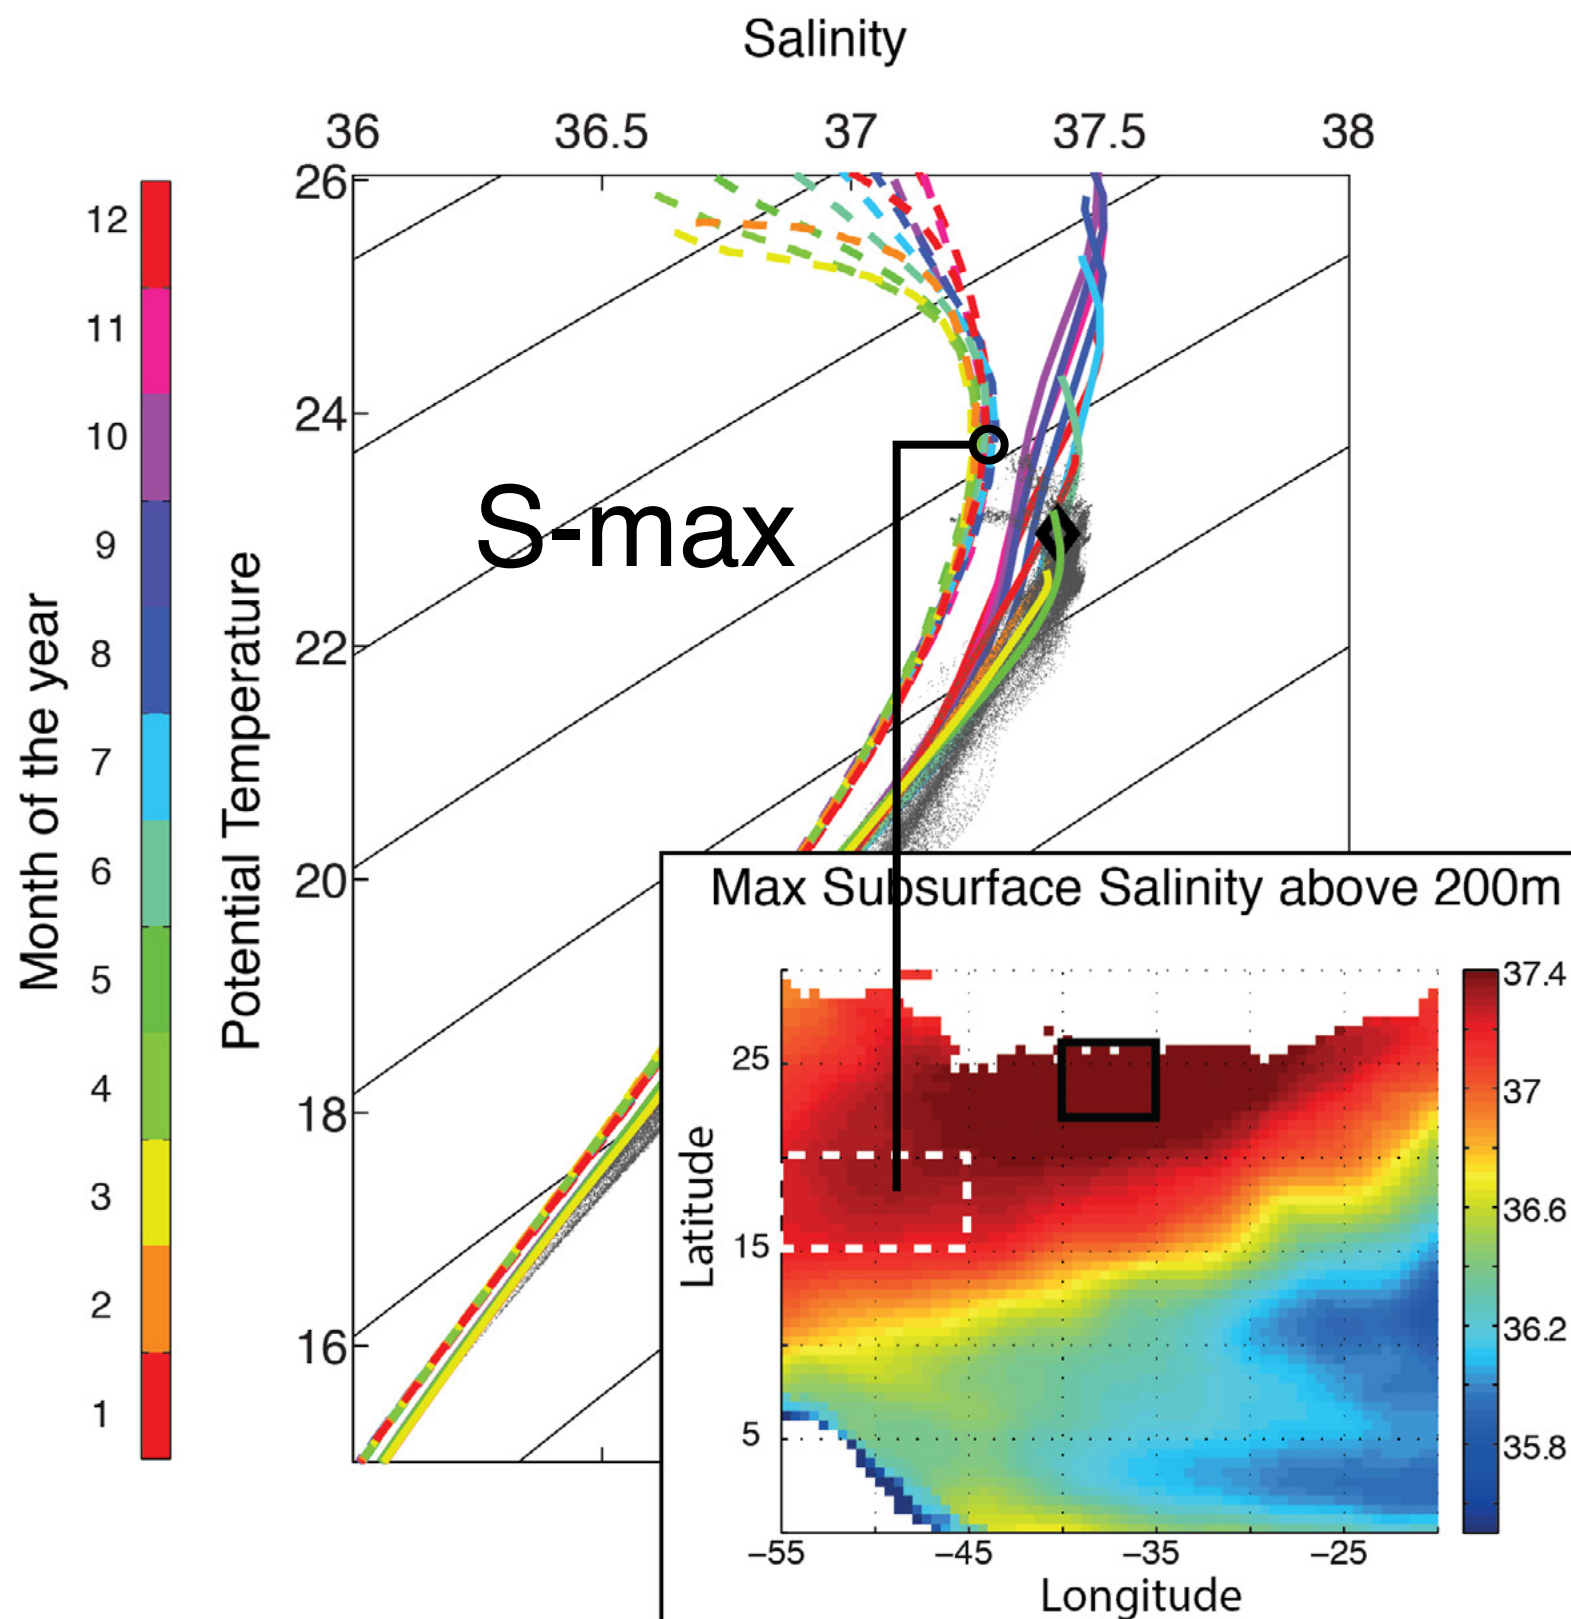 Salinity
36 36.5 37 37.5 38
Month of the year
12
11
10
9
8
7
6
5
4
3
2
1
Potential Temperature
26
24
22
20
18
16
S-max
Max Subsurface Salinity above 200m
Latitude
25
15
5
−55 −45 −35 −25
Longitude
37.4
37
36.6
36.2
35.8